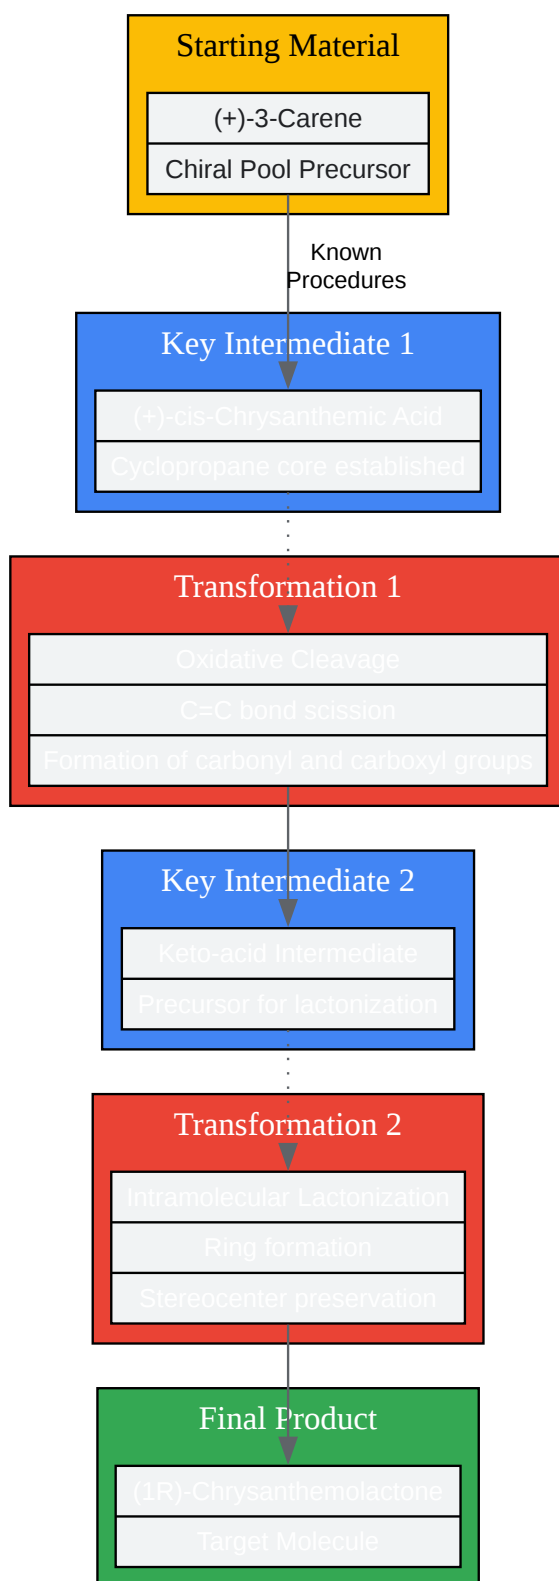 Starting Material
(+)-3-Carene
Chiral Pool Precursor
Known
Procedures
Key Intermediate 1
(+)-cis-Chrysanthemic Acid
Cyclopropane core established
Transformation 1
Oxidative Cleavage
C=C bond scission
Formation of carbonyl and carboxyl groups
Key Intermediate 2
Keto-acid Intermediate
Precursor for lactonization
Transformation 2
Intramolecular Lactonization
Ring formation
Stereocenter preservation
Final Product
(1R)-Chrysanthemolactone
Target Molecule